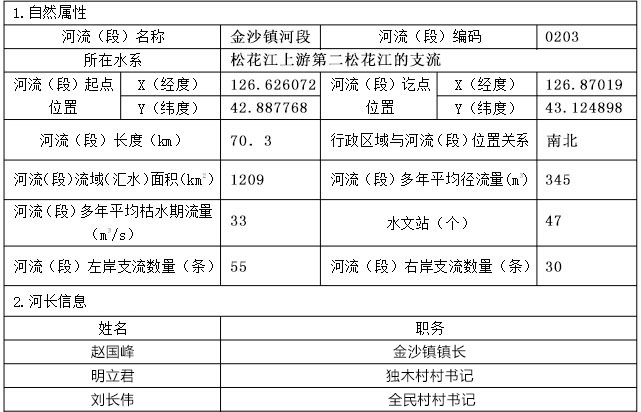 1.自然属性
河流（段）名称 金沙镇河段 河流（段）编码 0203
所在水系 松花江上游第二松花江的支流
河流（段）起点位置 X（经度） 126.626072 河流（段）讫点位置 X（经度） 126.87019
Y（纬度） 42.887768 Y（纬度） 43.124898
河流（段）长度（km） 70.3 行政区域与河流（段）位置关系 南北
河流(段)流域(汇水)面积(km²) 1209 河流（段）多年平均径流量(m³) 345
河流（段）多年平均枯水期流量
（m³/s） 33 水文站（个） 47
河流（段）左岸支流数量（条） 55 河流（段）右岸支流数量（条） 30
2.河长信息
姓名 职务
赵国峰 金沙镇镇长
明立君 独木村村书记
刘长伟 全民村村书记